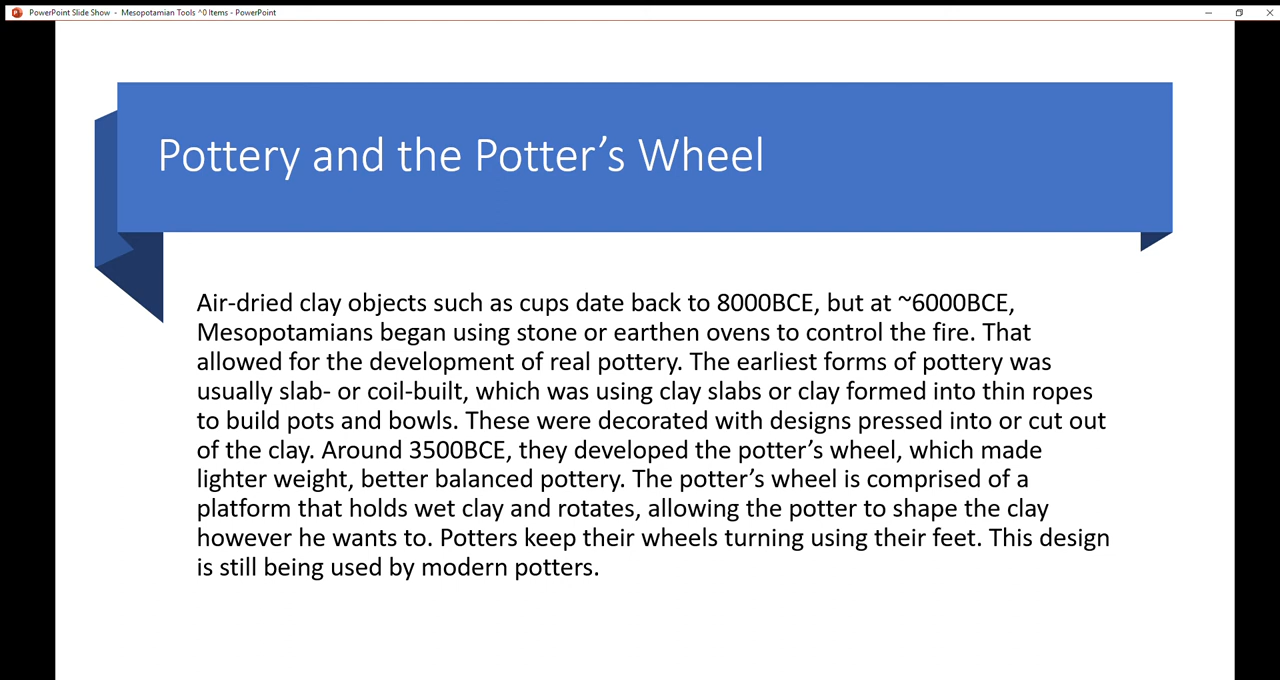 PowerPoint Slide Show - Mesopotamian Tools ^0 Items - PowerPoint
Pottery and the Potter’s Wheel
Air-dried clay objects such as cups date back to 8000BCE, but at ~6000BCE,
Mesopotamians began using stone or earthen ovens to control the fire. That
allowed for the development of real pottery. The earliest forms of pottery was
usually slab- or coil-built, which was using clay slabs or clay formed into thin ropes
to build pots and bowls. These were decorated with designs pressed into or cut out
of the clay. Around 3500BCE, they developed the potter’s wheel, which made
lighter weight, better balanced pottery. The potter’s wheel is comprised of a
platform that holds wet clay and rotates, allowing the potter to shape the clay
however he wants to. Potters keep their wheels turning using their feet. This design
is still being used by modern potters.